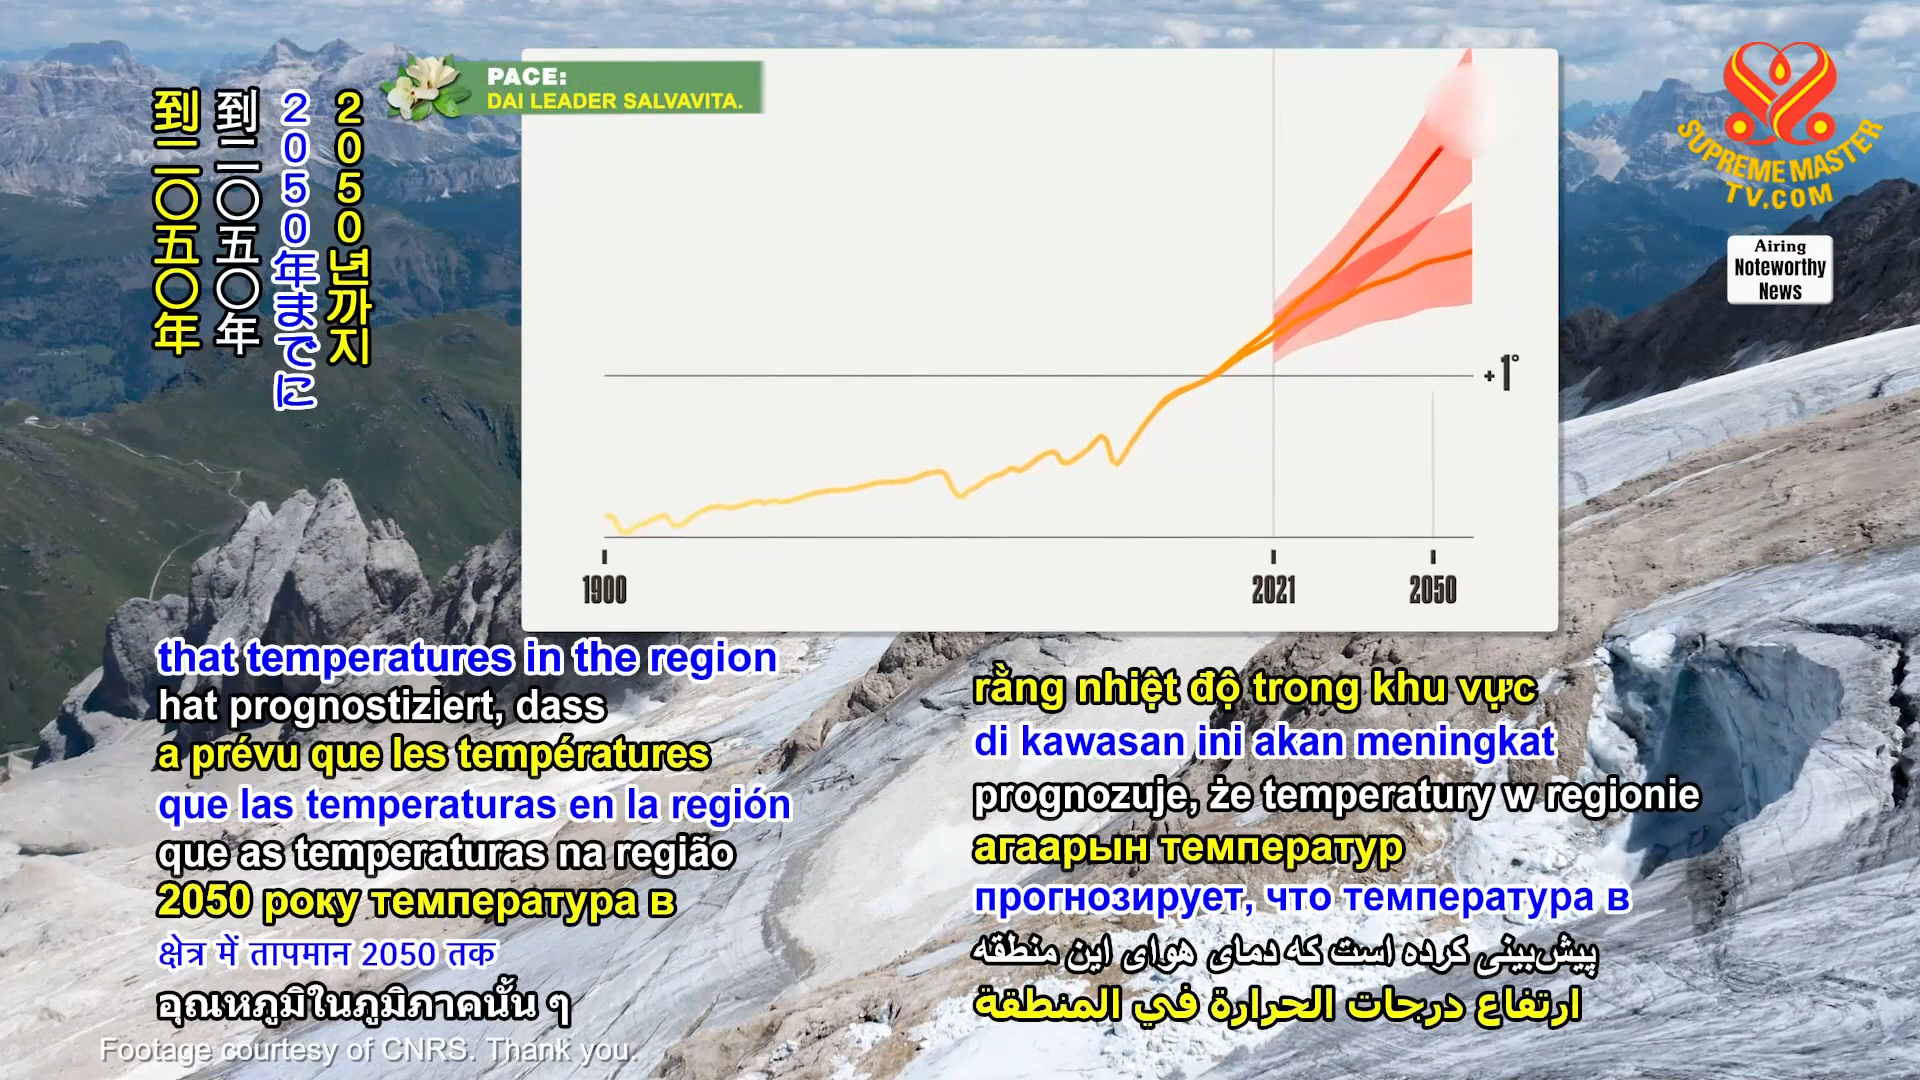 PACE:
DAI LEADER SALVAVITA.
SUPREME MASTER
TV.COM
Airing
Noteworthy
News
到二〇五〇年
到二〇五〇年
2050年までに
2050년까지
+1°
1900
2021
2050
that temperatures in the region
hat prognostiziert, dass
a prévu que les températures
que las temperaturas en la región
que as temperaturas na região
2050 року температура в
क्षेत्र में तापमान 2050 तक
อุณหภูมิในภูมิภาคนั้น ๆ
rằng nhiệt độ trong khu vực
di kawasan ini akan meningkat
prognozuje, że temperatury w regionie
агаарын температур
прогнозирует, что температура в
پیش‌بینی کرده است که دمای هوای این منطقه
ارتفاع درجات الحرارة في المنطقة
Footage courtesy of CNRS. Thank you.